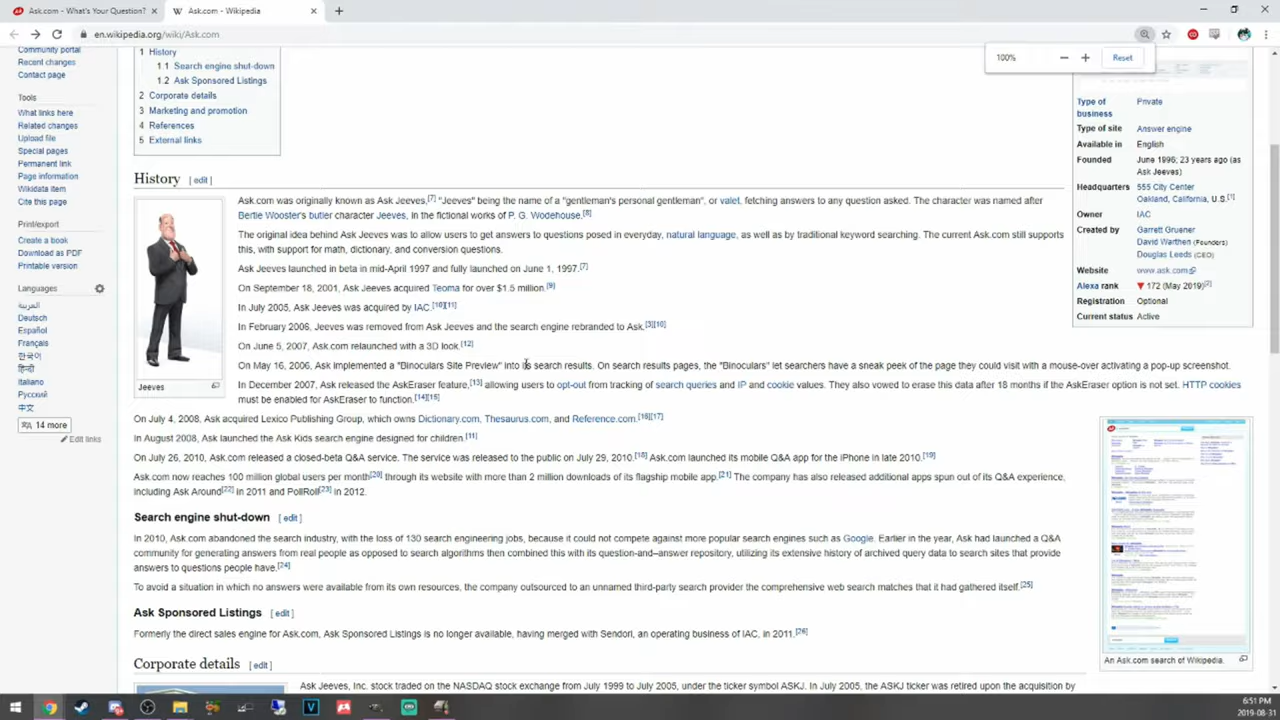 Ask.com - What's Your Question?
Ask.com - Wikipedia
en.wikipedia.org/wiki/Ask.com
100%
Reset
Community portal
Recent changes
Contact page
Tools
What links here
Related changes
Upload file
Special pages
Permanent link
Page information
Wikidata item
Cite this page
Print/export
Create a book
Download as PDF
Printable version
Languages
العربية
Deutsch
Español
Français
한국어
हिन्दी
Italiano
Русский
中文
14 more
Edit links
1 History
1.1 Search engine shut-down
1.2 Ask Sponsored Listings
2 Corporate details
3 Marketing and promotion
4 References
5 External links
History [ edit ]
Jeeves
Ask.com was originally known as Ask Jeeves,[7] "Jeeves" being the name of a "gentleman's personal gentleman", or valet, fetching answers to any question asked. The character was named after
Bertie Wooster's butler character Jeeves, in the fictional works of P. G. Wodehouse.[8]
The original idea behind Ask Jeeves was to allow users to get answers to questions posed in everyday, natural language, as well as by traditional keyword searching. The current Ask.com still supports
this, with support for math, dictionary, and conversion questions.
Ask Jeeves launched in beta in mid-April 1997 and fully launched on June 1, 1997.[7]
On September 18, 2001, Ask Jeeves acquired Teoma for over $1.5 million.[9]
In July 2005, Ask Jeeves was acquired by IAC.[10][11]
In February 2006, Jeeves was removed from Ask Jeeves and the search engine rebranded to Ask.[3][10]
On June 5, 2007, Ask.com relaunched with a 3D look.[12]
On May 16, 2006, Ask implemented a "Binoculars Site Preview" into its search results. On search results pages, the "Binoculars" let searchers have a sneak peek of the page they could visit with a mouse-over activating a pop-up screenshot.
In December 2007, Ask released the AskEraser feature,[13] allowing users to opt-out from tracking of search queries and IP and cookie values. They also vowed to erase this data after 18 months if the AskEraser option is not set. HTTP cookies
must be enabled for AskEraser to function.[14][15]
On July 4, 2008, Ask acquired Lexico Publishing Group, which owns Dictionary.com, Thesaurus.com, and Reference.com.[16][17]
In August 2008, Ask launched the Ask Kids search engine designed for children.[11]
On July 26, 2010, Ask.com released a closed-beta Q&A service. The service was released to the public on July 29, 2010.[18] Ask.com launched its mobile Q&A app for the iPhone in late 2010.[19]
Ask.com now reaches 100 million global users per month[20] through its website with more than 2 million downloads of its flagship mobile app.[21] The company has also released additional apps spun out of its Q&A experience,
including Ask Around[22] in 2011 and PollRoll[23] in 2012.
Search engine shutdown [ edit ]
In 2010, Ask.com abandoned the search industry, with the loss of 130 search engineering jobs, because it could not compete against more popular search engines such as Google. Earlier in the year, Ask had launched a Q&A
community for generating answers from real people as opposed to search algorithms then combined this with its question-and-answer repository, utilizing its extensive history of archived query data to search sites that provide
answers to questions people have.[24]
To avoid a situation in which no answers were available from its own resources, the company outsourced to an unnamed third-party search provider the comprehensive web search matches that it had gathered itself.[25]
Ask Sponsored Listings [ edit ]
Formerly the direct sales engine for Ask.com, Ask Sponsored Listings is no longer available, having merged with Sendori, an operating business of IAC, in 2011.[26]
Corporate details [ edit ]
Ask Jeeves, Inc. stock traded on the NASDAQ stock exchange from July 1999 to July 2005, under the ticker symbol ASKJ. In July 2005, the ASKJ ticker was retired upon the acquisition by
Type of business Private
Type of site Answer engine
Available in English
Founded June 1996; 23 years ago (as Ask Jeeves)
Headquarters 555 City Center
Oakland, California, U.S.[1]
Owner IAC
Created by Garrett Gruener
David Warthen (Founders)
Douglas Leeds (CEO)
Website www.ask.com
Alexa rank ▼ 172 (May 2019)[2]
Registration Optional
Current status Active
An Ask.com search of Wikipedia.
6:51 PM
2019-08-31